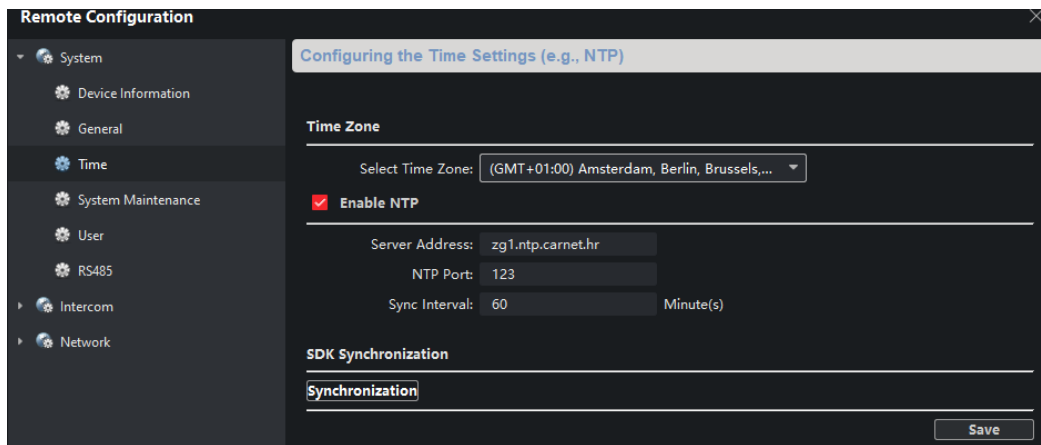 Remote Configuration
System
Device Information
General
Time
System Maintenance
User
RS485
Intercom
Network
Configuring the Time Settings (e.g., NTP)
Time Zone
Select Time Zone: (GMT+01:00) Amsterdam, Berlin, Brussels,...
Enable NTP
Server Address: zg1.ntp.carnet.hr
NTP Port: 123
Sync Interval: 60 Minute(s)
SDK Synchronization
Synchronization
Save